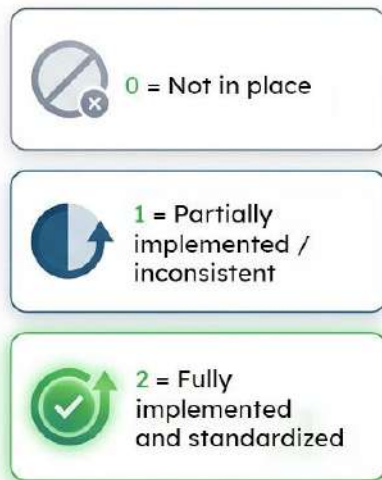 0 = Not in place
1 = Partially
implemented /
inconsistent
2 = Fully
implemented
and standardized